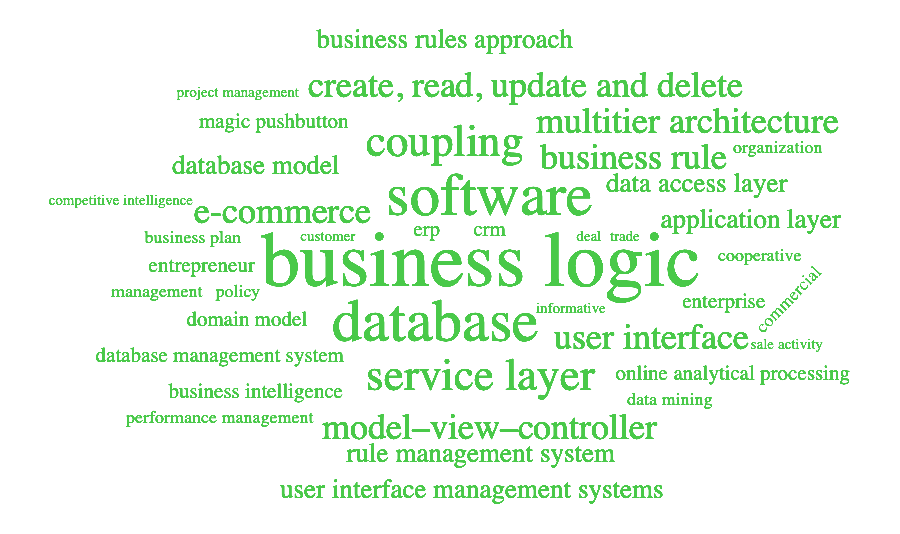 business rules approach
project management
create, read, update and delete
magic pushbutton
multitier architecture
coupling
organization
database model
business rule
data access layer
competitive intelligence
software
e-commerce
application layer
business plan
customer
erp
crm
deal
trade
entrepreneur
business logic
cooperative
management
policy
commercial
informative
enterprise
domain model
database
user interface
sale activity
database management system
service layer
online analytical processing
business intelligence
data mining
performance management
model–view–controller
rule management system
user interface management systems